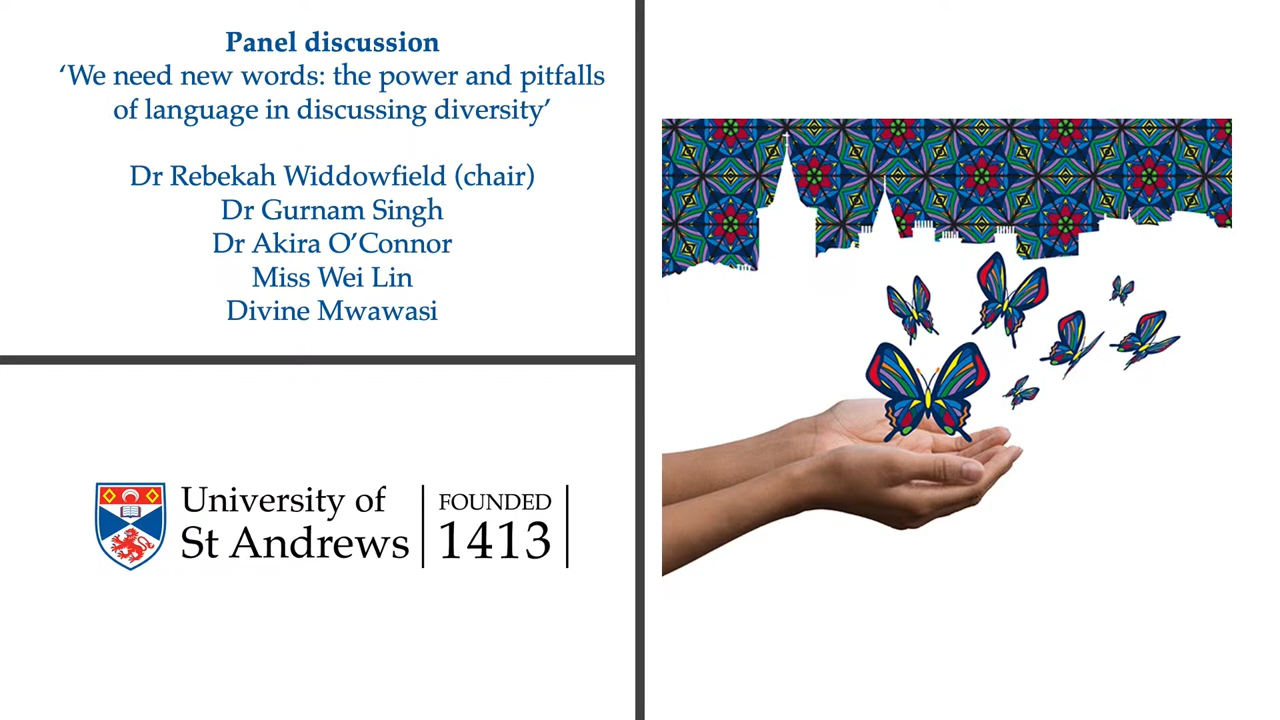 Panel discussion
‘We need new words: the power and pitfalls
of language in discussing diversity’
Dr Rebekah Widdowfield (chair)
Dr Gurnam Singh
Dr Akira O’Connor
Miss Wei Lin
Divine Mwawasi
University of
St Andrews
FOUNDED
1413